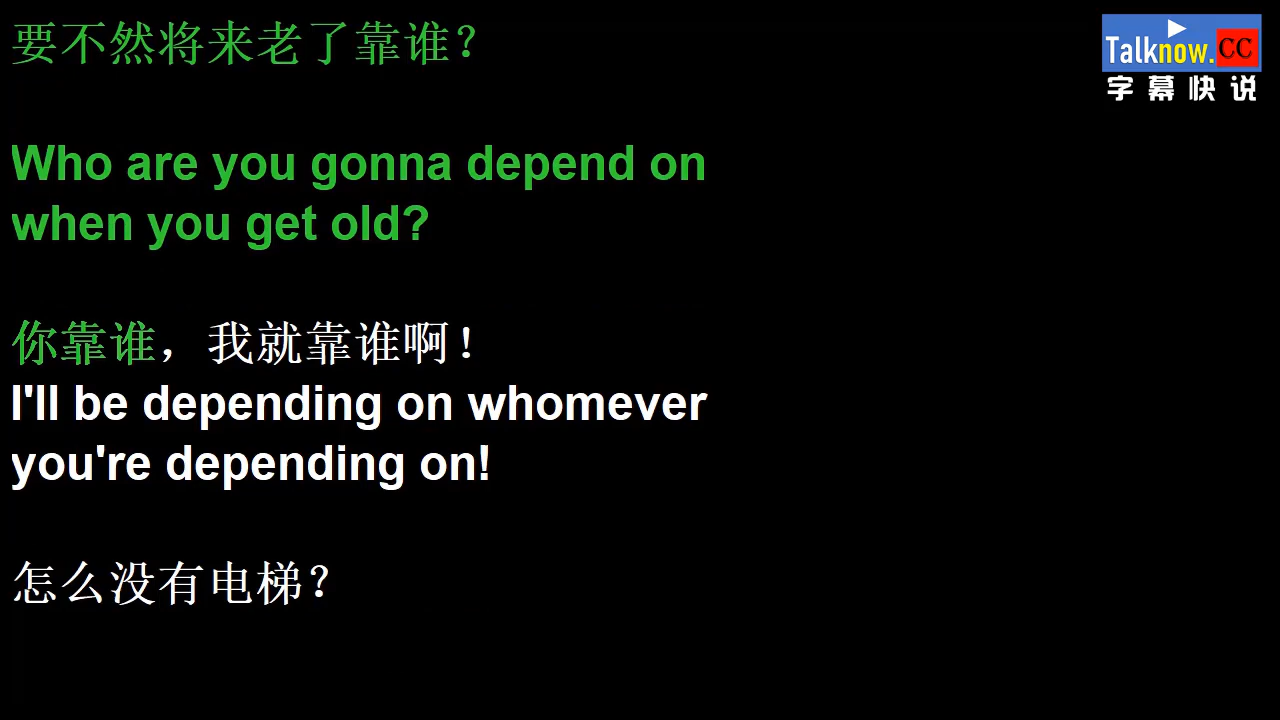 要不然将来老了靠谁？
Talknow.CC
字幕快说
Who are you gonna depend on
when you get old?
你靠谁，我就靠谁啊！
I'll be depending on whomever
you're depending on!
怎么没有电梯？